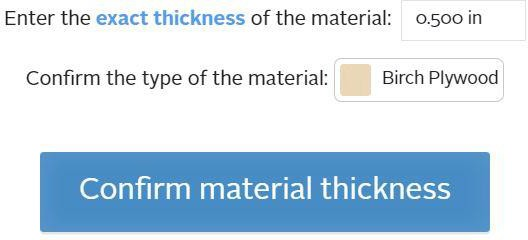 Enter the exact thickness of the material: 0.500 in
Confirm the type of the material: Birch Plywood
Confirm material thickness